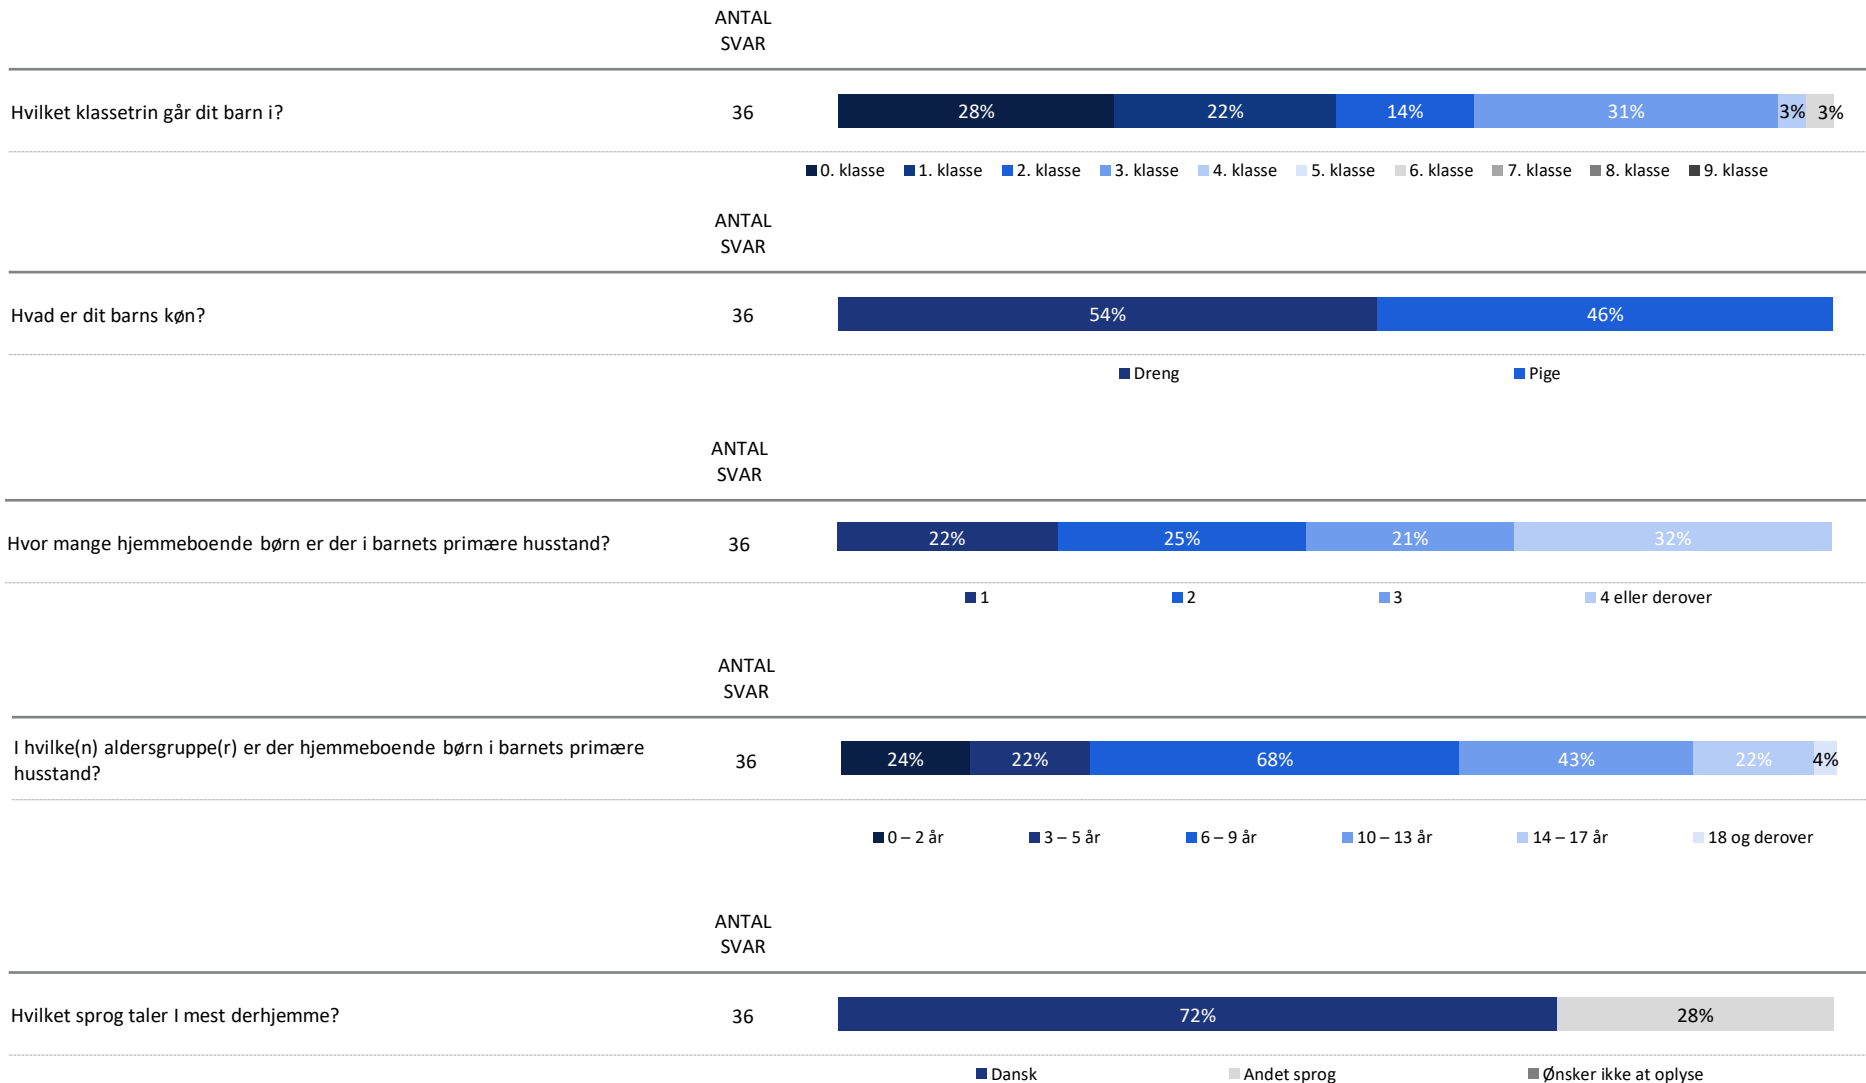 ANTAL
SVAR
Hvilket klassetrin går dit barn i?
36
28%
22%
14%
31%
3%
3%
0. klasse
1. klasse
2. klasse
3. klasse
4. klasse
5. klasse
6. klasse
7. klasse
8. klasse
9. klasse
ANTAL
SVAR
Hvad er dit barns køn?
36
54%
46%
Dreng
Pige
ANTAL
SVAR
Hvor mange hjemmeboende børn er der i barnets primære husstand?
36
22%
25%
21%
32%
1
2
3
4 eller derover
ANTAL
SVAR
I hvilke(n) aldersgruppe(r) er der hjemmeboende børn i barnets primære
husstand?
36
24%
22%
68%
43%
22%
4%
0 – 2 år
3 – 5 år
6 – 9 år
10 – 13 år
14 – 17 år
18 og derover
ANTAL
SVAR
Hvilket sprog taler I mest derhjemme?
36
72%
28%
Dansk
Andet sprog
Ønsker ikke at oplyse